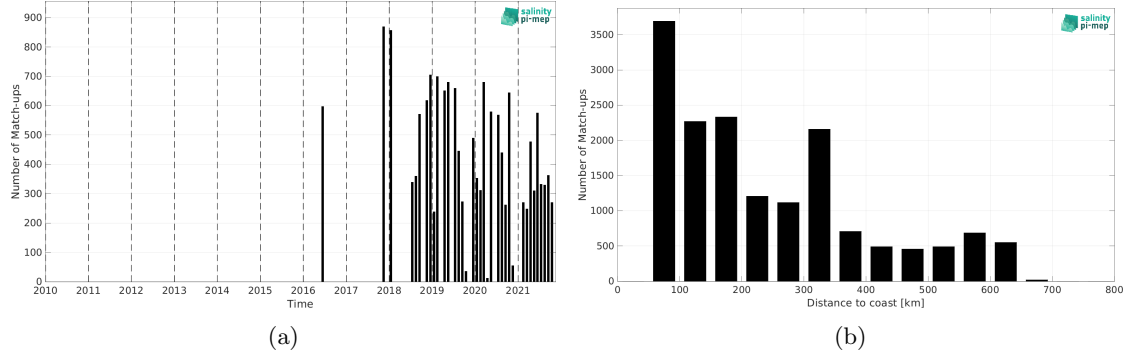 salinity
pi-mep
900
800
700
600
500
400
300
200
100
0
Number of Match-ups
2010 2011 2012 2013 2014 2015 2016 2017 2018 2019 2020 2021
Time
(a)
salinity
pi-mep
3500
3000
2500
2000
1500
1000
500
0
Number of Match-ups
0 100 200 300 400 500 600 700 800
Distance to coast [km]
(b)